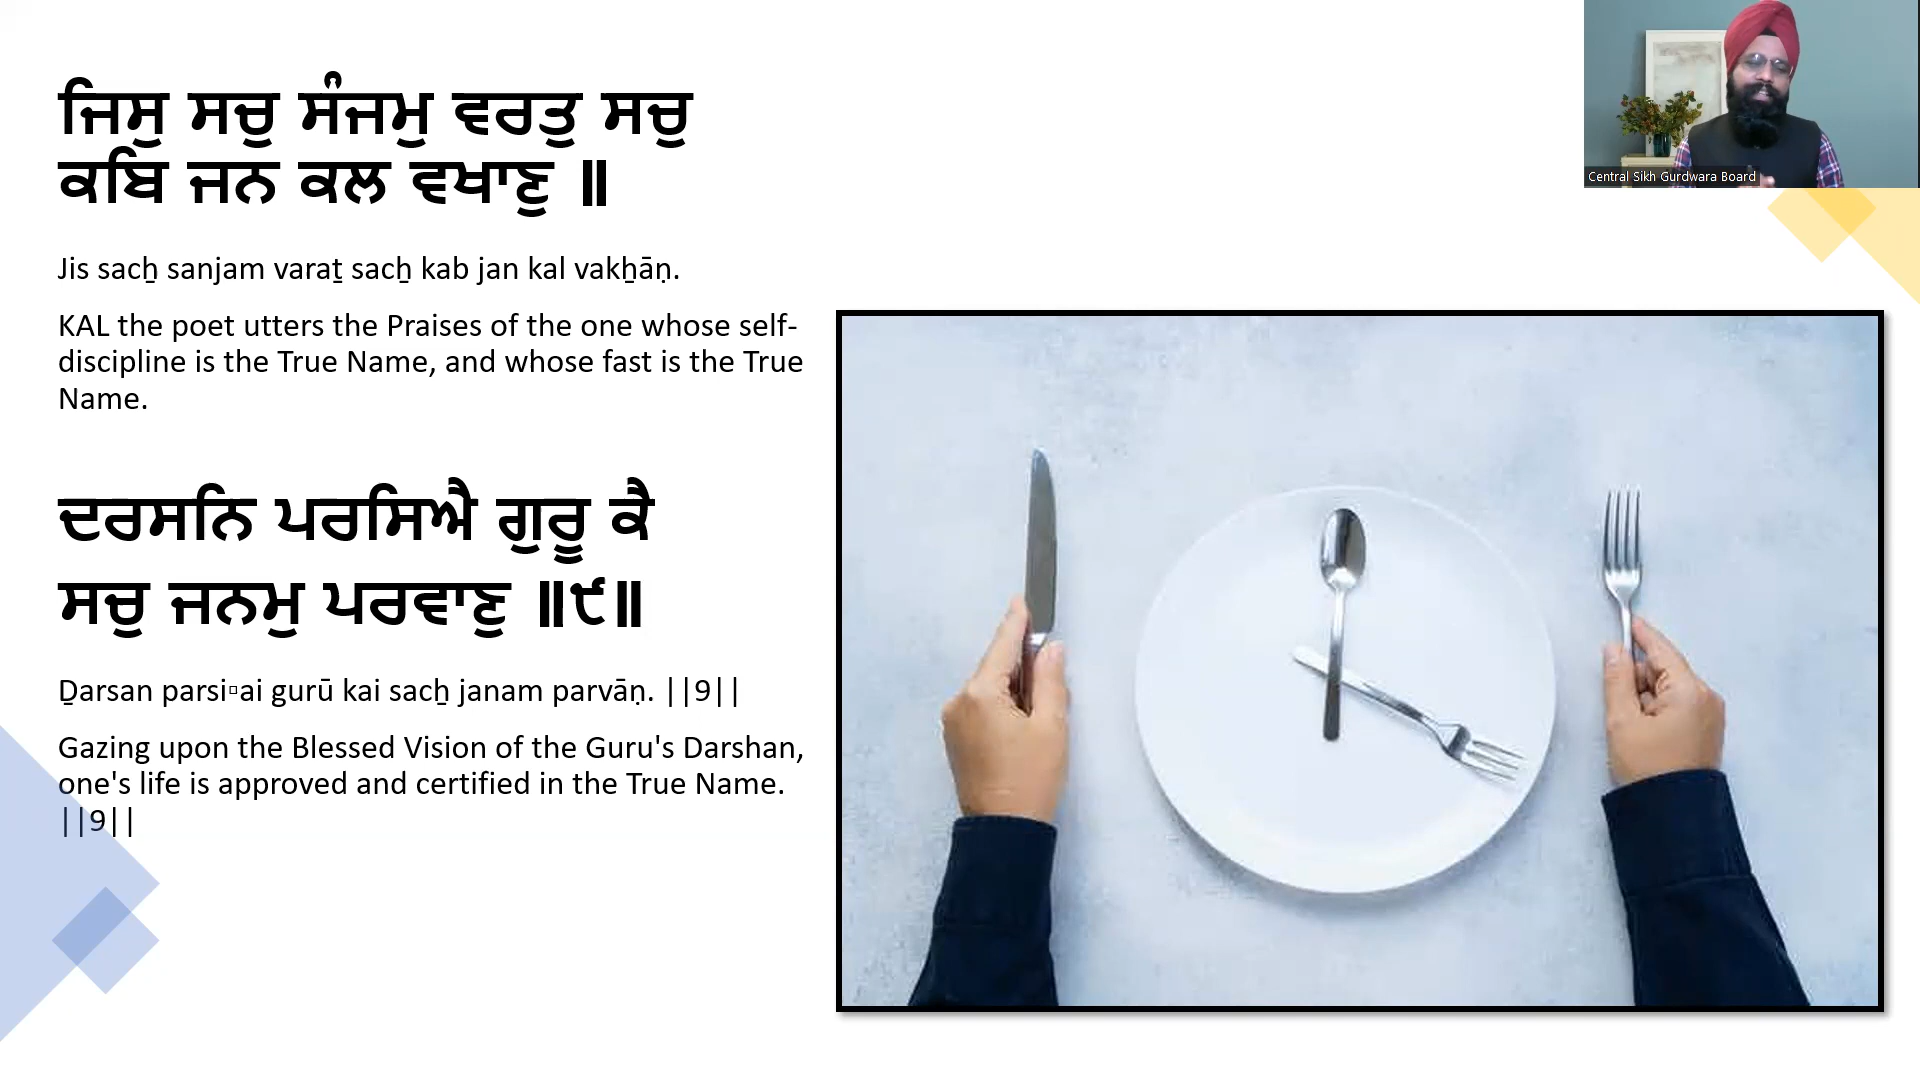 ਜਿਸੁ ਸਚੁ ਸੰਜਮੁ ਵਰਤੁ ਸਚੁ
ਕਬਿ ਜਨ ਕਲ ਵਖਾਣੁ ॥
Jis sacẖ sanjam varaṯ sacẖ kab jan kal vakẖāṇ.
KAL the poet utters the Praises of the one whose self-
discipline is the True Name, and whose fast is the True
Name.
ਦਰਸਨਿ ਪਰਸਿਐ ਗੁਰੂ ਕੈ
ਸਚੁ ਜਨਮੁ ਪਰਵਾਣੁ ॥੯॥
Ḏarsan parsi▫ai gurū kai sacẖ janam parvāṇ. ||9||
Gazing upon the Blessed Vision of the Guru's Darshan,
one's life is approved and certified in the True Name.
||9||
Central Sikh Gurdwara Board